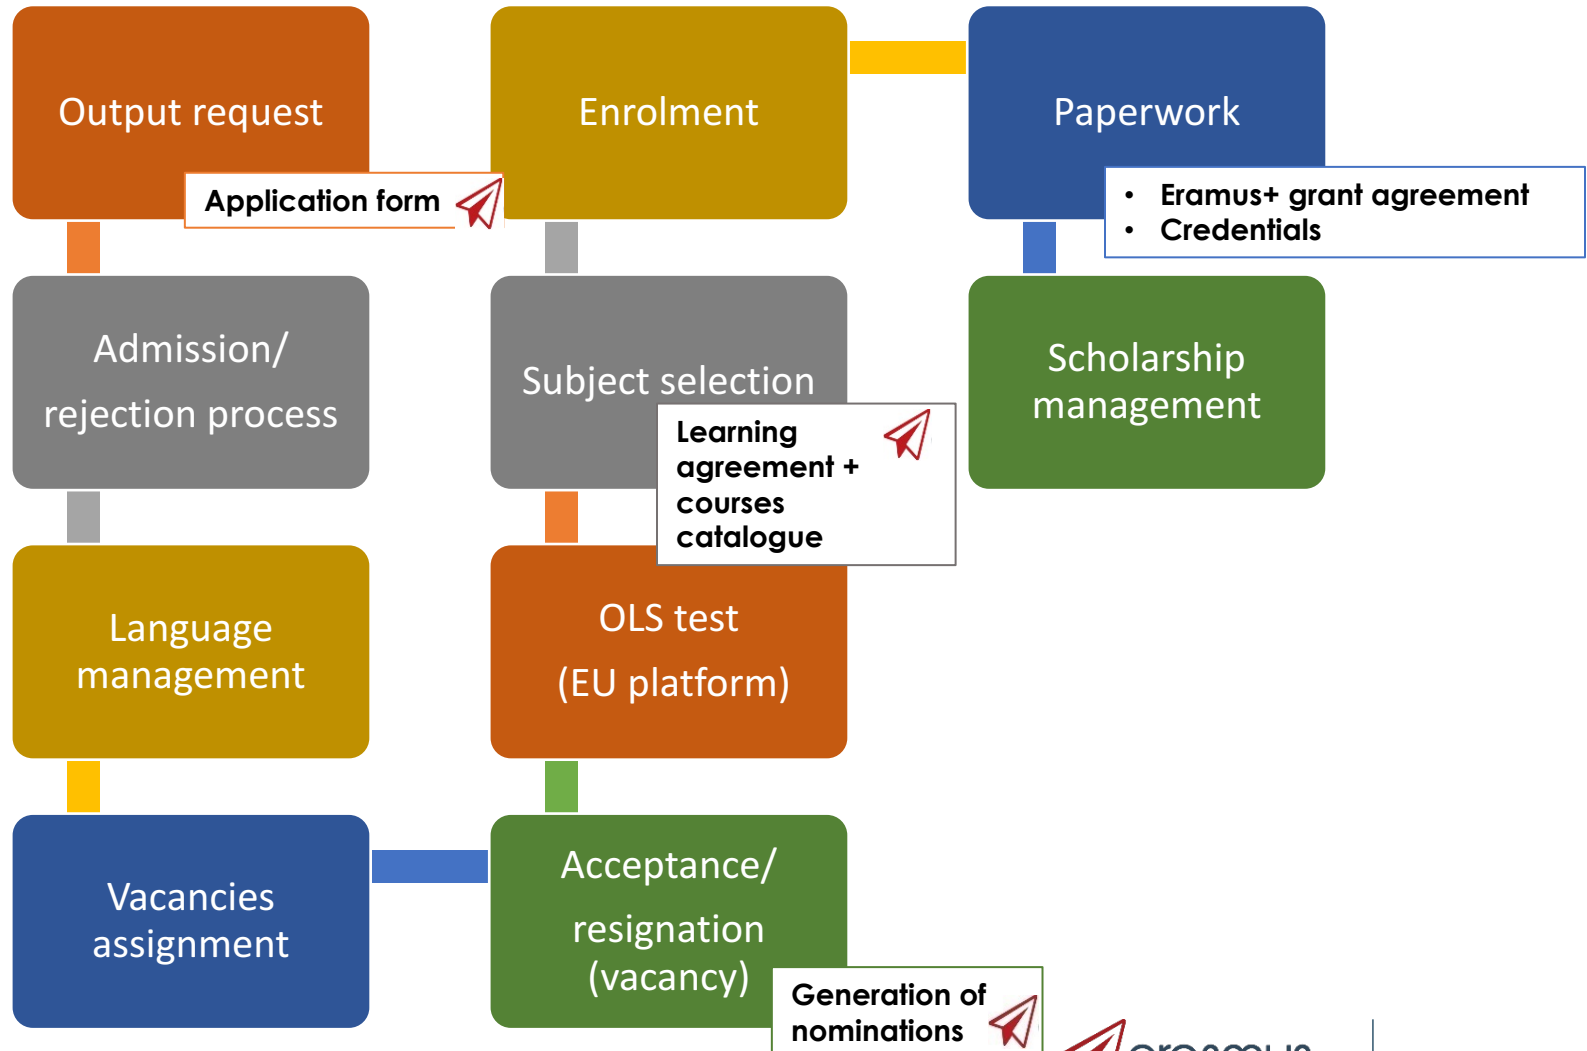 Output request
Application form
Admission/
rejection process
Language
management
Vacancies
assignment
Acceptance/
resignation
(vacancy)
Generation of
nominations
OLS test
(EU platform)
Subject selection
Learning
agreement +
courses
catalogue
Enrolment
Paperwork
• Eramus+ grant agreement
• Credentials
Scholarship
management